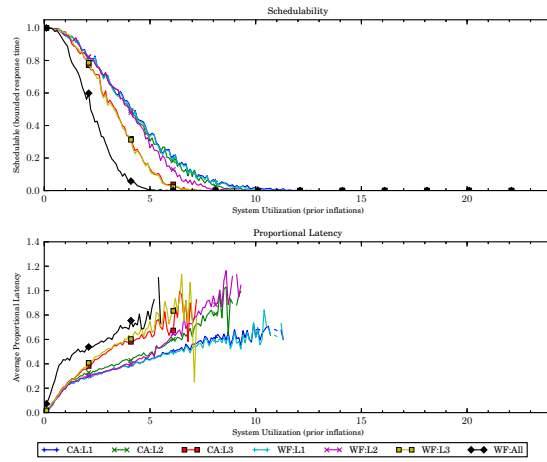 Schedulability
1.0
0.8
0.6
0.4
0.2
0.0
Schedulable (bounded response time)
0 5 10 15 20
System Utilization (prior inflations)
Proportional Latency
1.4
1.2
1.0
0.8
0.6
0.4
0.2
0.0
Average Proportional Latency
0 5 10 15 20
System Utilization (prior inflations)
CA:L1 CA:L2 CA:L3 WF:L1 WF:L2 WF:L3 WF:All